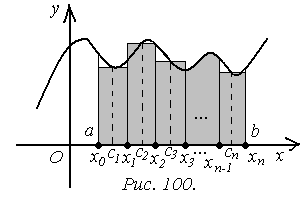 y
...
a b
O x₀ c₁ x₁ c₂ x₂ c₃ x₃ ... xₙ₋₁ cₙ xₙ x
Рис. 100.